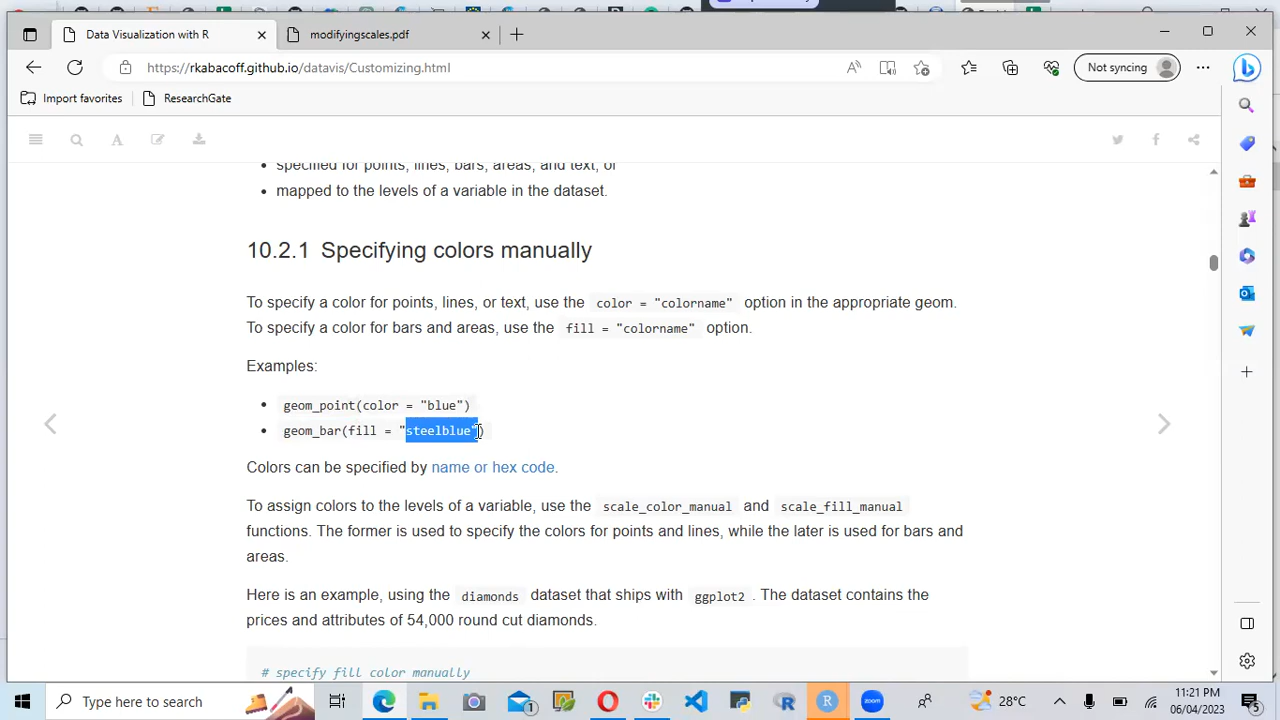 Data Visualization with R
modifyingscales.pdf
https://rkabacoff.github.io/datavis/Customizing.html
Not syncing
Import favorites
ResearchGate
specified for points, lines, bars, areas, and text, or
mapped to the levels of a variable in the dataset.
10.2.1 Specifying colors manually
To specify a color for points, lines, or text, use the color = "colorname" option in the appropriate geom.
To specify a color for bars and areas, use the fill = "colorname" option.
Examples:
geom_point(color = "blue")
geom_bar(fill = "steelblue")
Colors can be specified by name or hex code.
To assign colors to the levels of a variable, use the scale_color_manual and scale_fill_manual
functions. The former is used to specify the colors for points and lines, while the later is used for bars and
areas.
Here is an example, using the diamonds dataset that ships with ggplot2. The dataset contains the
prices and attributes of 54,000 round cut diamonds.
# specify fill color manually
Type here to search
28°C
11:21 PM
06/04/2023